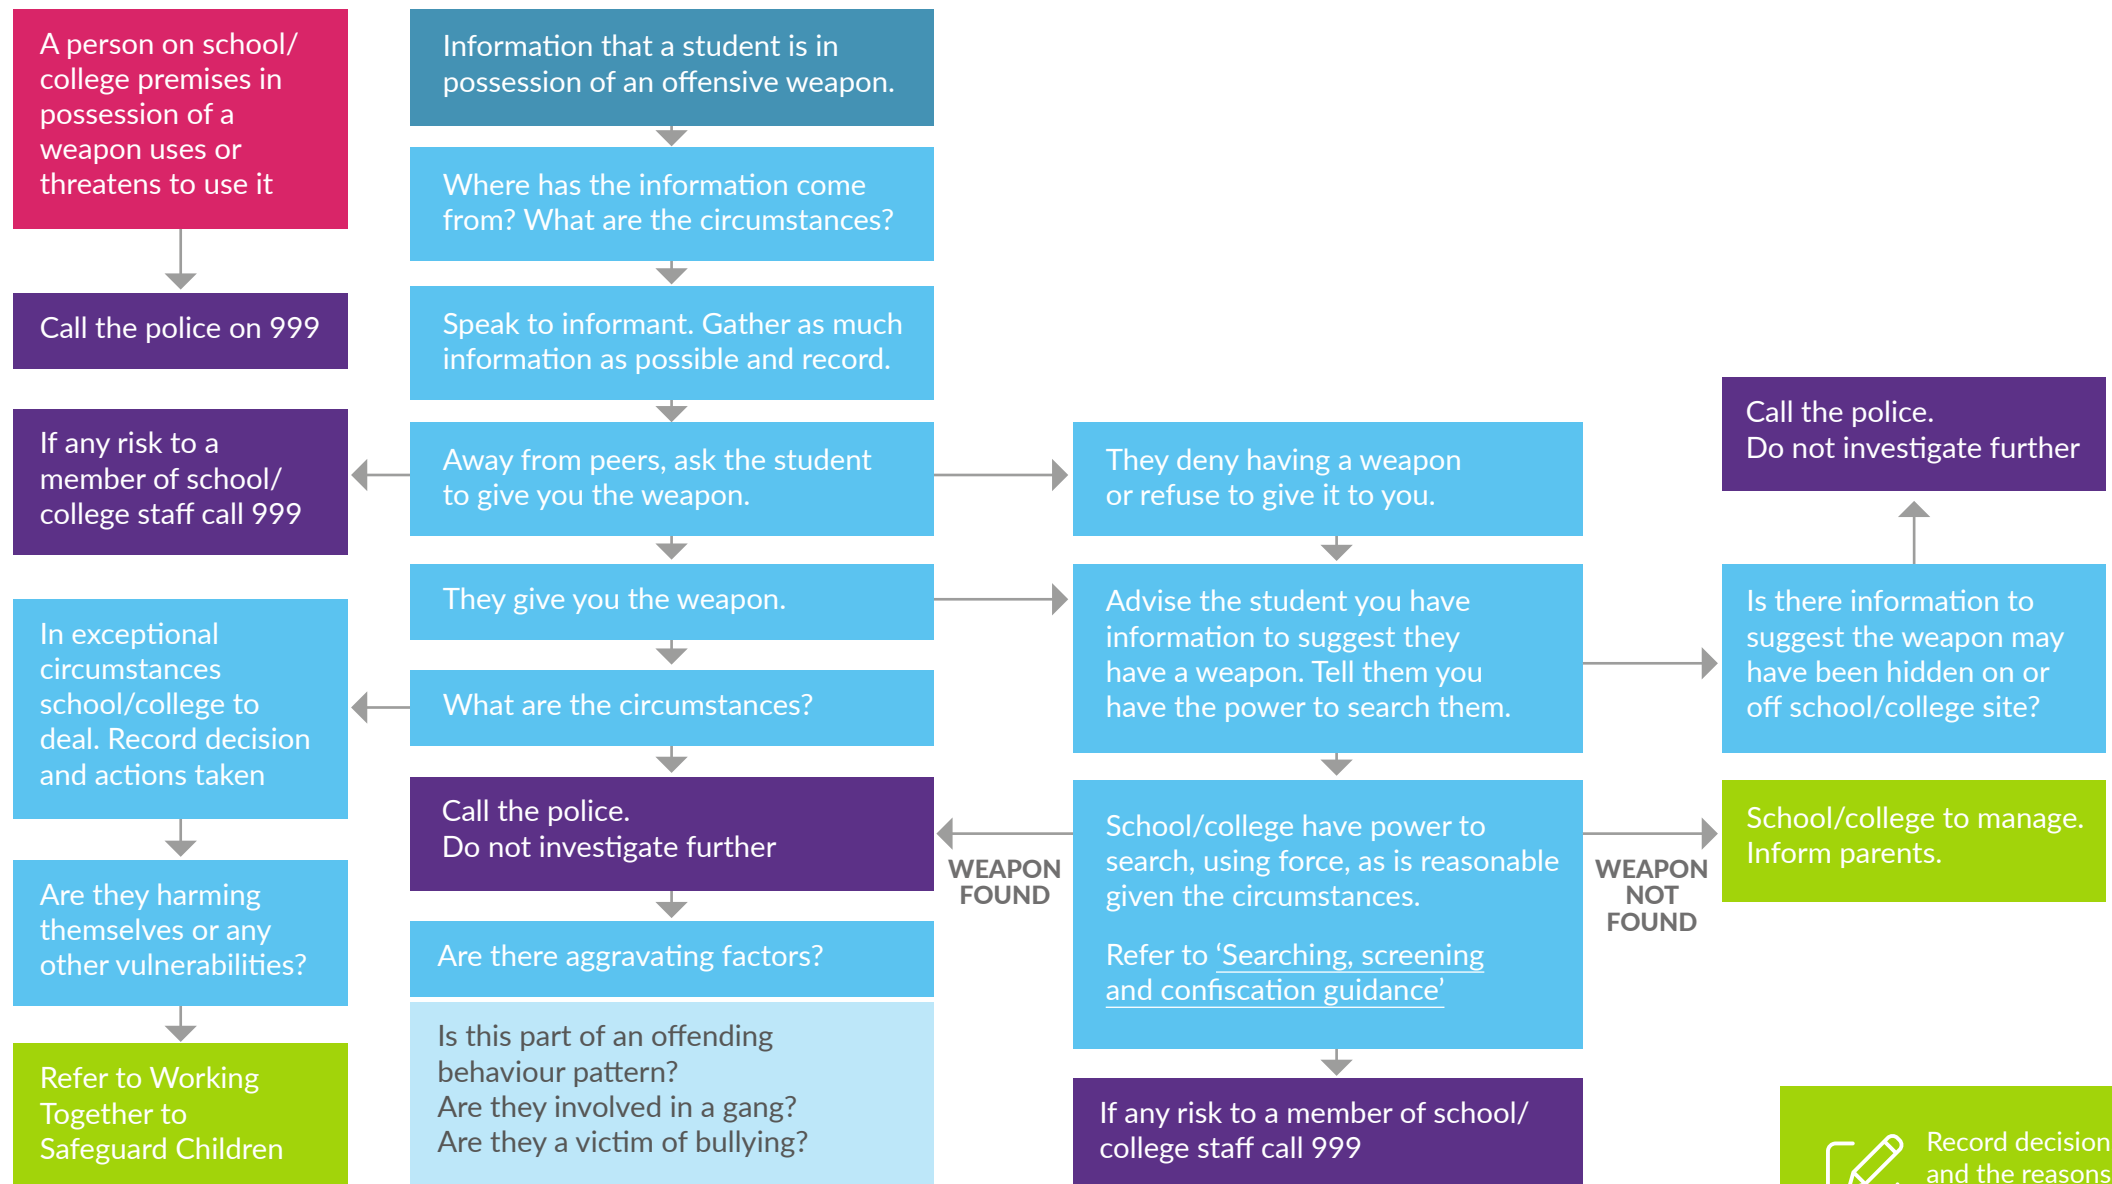 A person on school/
college premises in
possession of a
weapon uses or
threatens to use it
Call the police on 999
If any risk to a
member of school/
college staff call 999
In exceptional
circumstances
school/college to
deal. Record decision
and actions taken
Are they harming
themselves or any
other vulnerabilities?
Refer to Working
Together to
Safeguard Children
Information that a student is in
possession of an offensive weapon.
Where has the information come
from? What are the circumstances?
Speak to informant. Gather as much
information as possible and record.
Away from peers, ask the student
to give you the weapon.
They give you the weapon.
What are the circumstances?
Call the police.
Do not investigate further
Are there aggravating factors?
Is this part of an offending
behaviour pattern?
Are they involved in a gang?
Are they a victim of bullying?
They deny having a weapon
or refuse to give it to you.
Advise the student you have
information to suggest they
have a weapon. Tell them you
have the power to search them.
WEAPON
FOUND
School/college have power to
search, using force, as is reasonable
given the circumstances.
Refer to ‘Searching, screening
and confiscation guidance’
If any risk to a member of school/
college staff call 999
WEAPON
NOT
FOUND
Call the police.
Do not investigate further
Is there information to
suggest the weapon may
have been hidden on or
off school/college site?
School/college to manage.
Inform parents.
Record decision
and the reasons